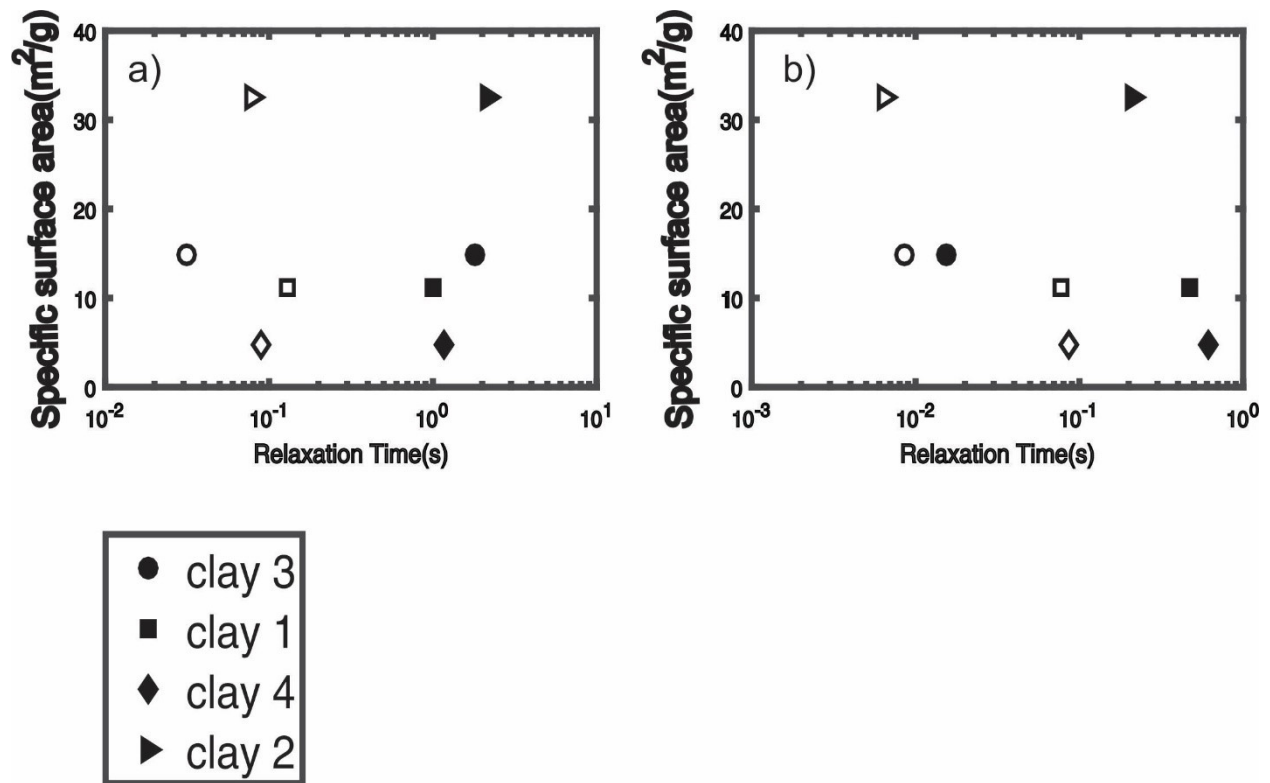 a)
Specific surface area(m²/g)
40
30
20
10
0
10⁻² 10⁻¹ 10⁰ 10¹
Relaxation Time(s)
b)
Specific surface area(m²/g)
40
30
20
10
0
10⁻³ 10⁻² 10⁻¹ 10⁰
Relaxation Time(s)
clay 3
clay 1
clay 4
clay 2